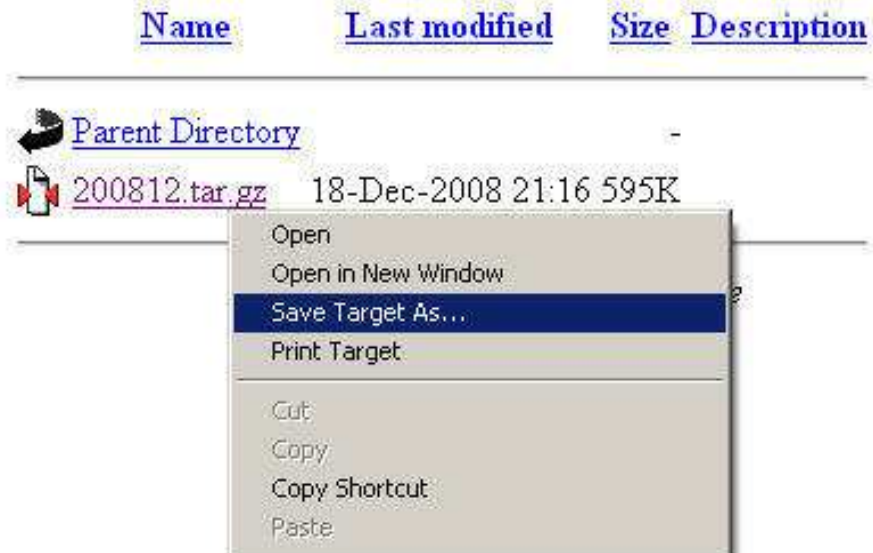 Name Last modified Size Description
Parent Directory -
200812.tar.gz 18-Dec-2008 21:16 595K
Open
Open in New Window
Save Target As...
Print Target
Cut
Copy
Copy Shortcut
Paste